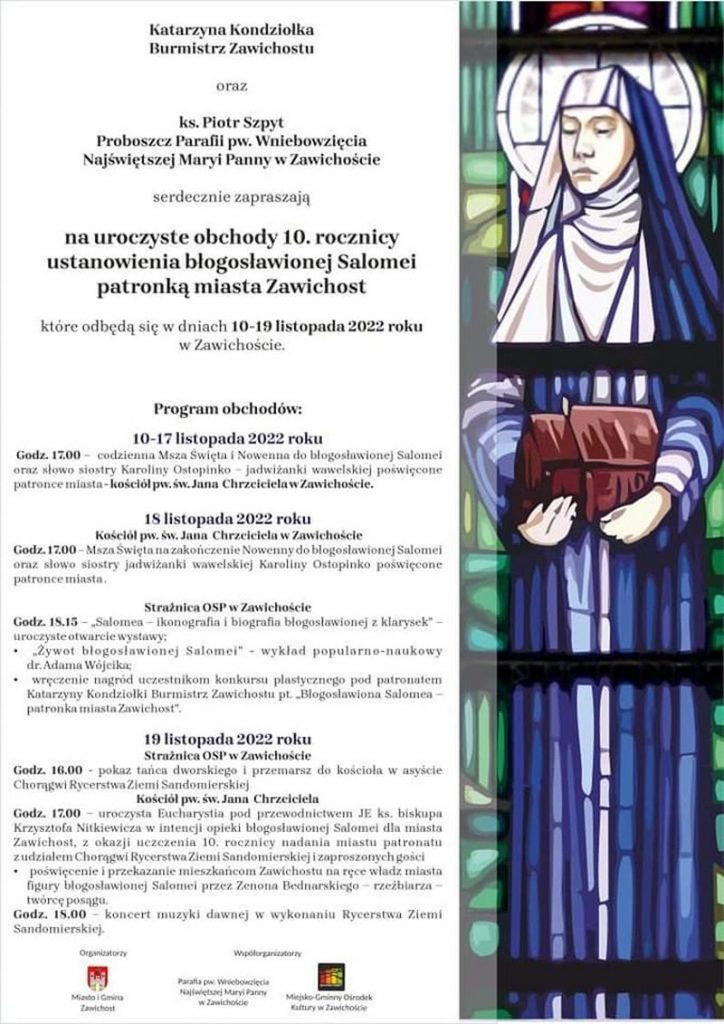 Katarzyna Kondziołka
Burmistrz Zawichostu
oraz
ks. Piotr Szpyt
Proboszcz Parafii pw. Wniebowzięcia
Najświętszej Maryi Panny w Zawichoście
serdecznie zapraszają
na uroczyste obchody 10. rocznicy
ustanowienia błogosławionej Salomei
patronką miasta Zawichost
które odbędą się w dniach 10-19 listopada 2022 roku
w Zawichoście.
Program obchodów:
10-17 listopada 2022 roku
Godz. 17.00 – codzienna Msza Święta i Nowenna do błogosławionej Salomei
oraz słowo siostry Karoliny Ostopinko – jadwiżanki wawelskiej poświęcone
patronce miasta - kościół pw. św. Jana Chrzciciela w Zawichoście.
18 listopada 2022 roku
Kościół pw. św. Jana Chrzciciela w Zawichoście
Godz. 17.00 – Msza Święta na zakończenie Nowenny do błogosławionej Salomei
oraz słowo siostry jadwiżanki wawelskiej Karoliny Ostopinko poświęcone
patronce miasta.
Strażnica OSP w Zawichoście
Godz. 18.15 – „Salomea – ikonografia i biografia błogosławionej z klarysek” –
uroczyste otwarcie wystawy;
• „Żywot błogosławionej Salomei” - wykład popularno-naukowy
dr. Adama Wójcika;
• wręczenie nagród uczestnikom konkursu plastycznego pod patronatem
Katarzyny Kondziołki Burmistrz Zawichostu pt. „Błogosławiona Salomea –
patronka miasta Zawichost”.
19 listopada 2022 roku
Strażnica OSP w Zawichoście
Godz. 16.00 - pokaz tańca dworskiego i przemarsz do kościoła w asyście
Chorągwi Rycerstwa Ziemi Sandomierskiej
Kościół pw. św. Jana Chrzciciela
Godz. 17.00 – uroczysta Eucharystia pod przewodnictwem JE ks. biskupa
Krzysztofa Nitkiewicza w intencji opieki błogosławionej Salomei dla miasta
Zawichost, z okazji uczczenia 10. rocznicy nadania miastu patronatu
z udziałem Chorągwi Rycerstwa Ziemi Sandomierskiej i zaproszonych gości
• poświęcenie i przekazanie mieszkańcom Zawichostu na ręce władz miasta
figury błogosławionej Salomei przez Zenona Bednarskiego – rzeźbiarza –
twórcę posągu.
Godz. 18.00 – koncert muzyki dawnej w wykonaniu Rycerstwa Ziemi
Sandomierskiej.
Organizatorzy
Współorganizatorzy
Miasto i Gmina
Zawichost
Parafia pw. Wniebowzięcia
Najświętszej Maryi Panny
w Zawichoście
Miejsko-Gminny Ośrodek
Kultury w Zawichoście